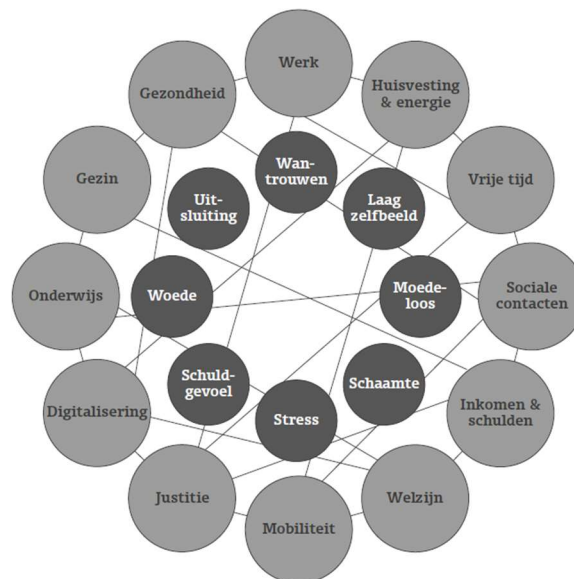 Werk
Huisvesting
& energie
Vrije tijd
Sociale
contacten
Inkomen &
schulden
Welzijn
Mobiliteit
Justitie
Digitalisering
Onderwijs
Gezin
Gezondheid
Wan-
trouwen
Laag
zelfbeeld
Moede-
loos
Schaamte
Stress
Schuld-
gevoel
Woede
Uit-
sluiting